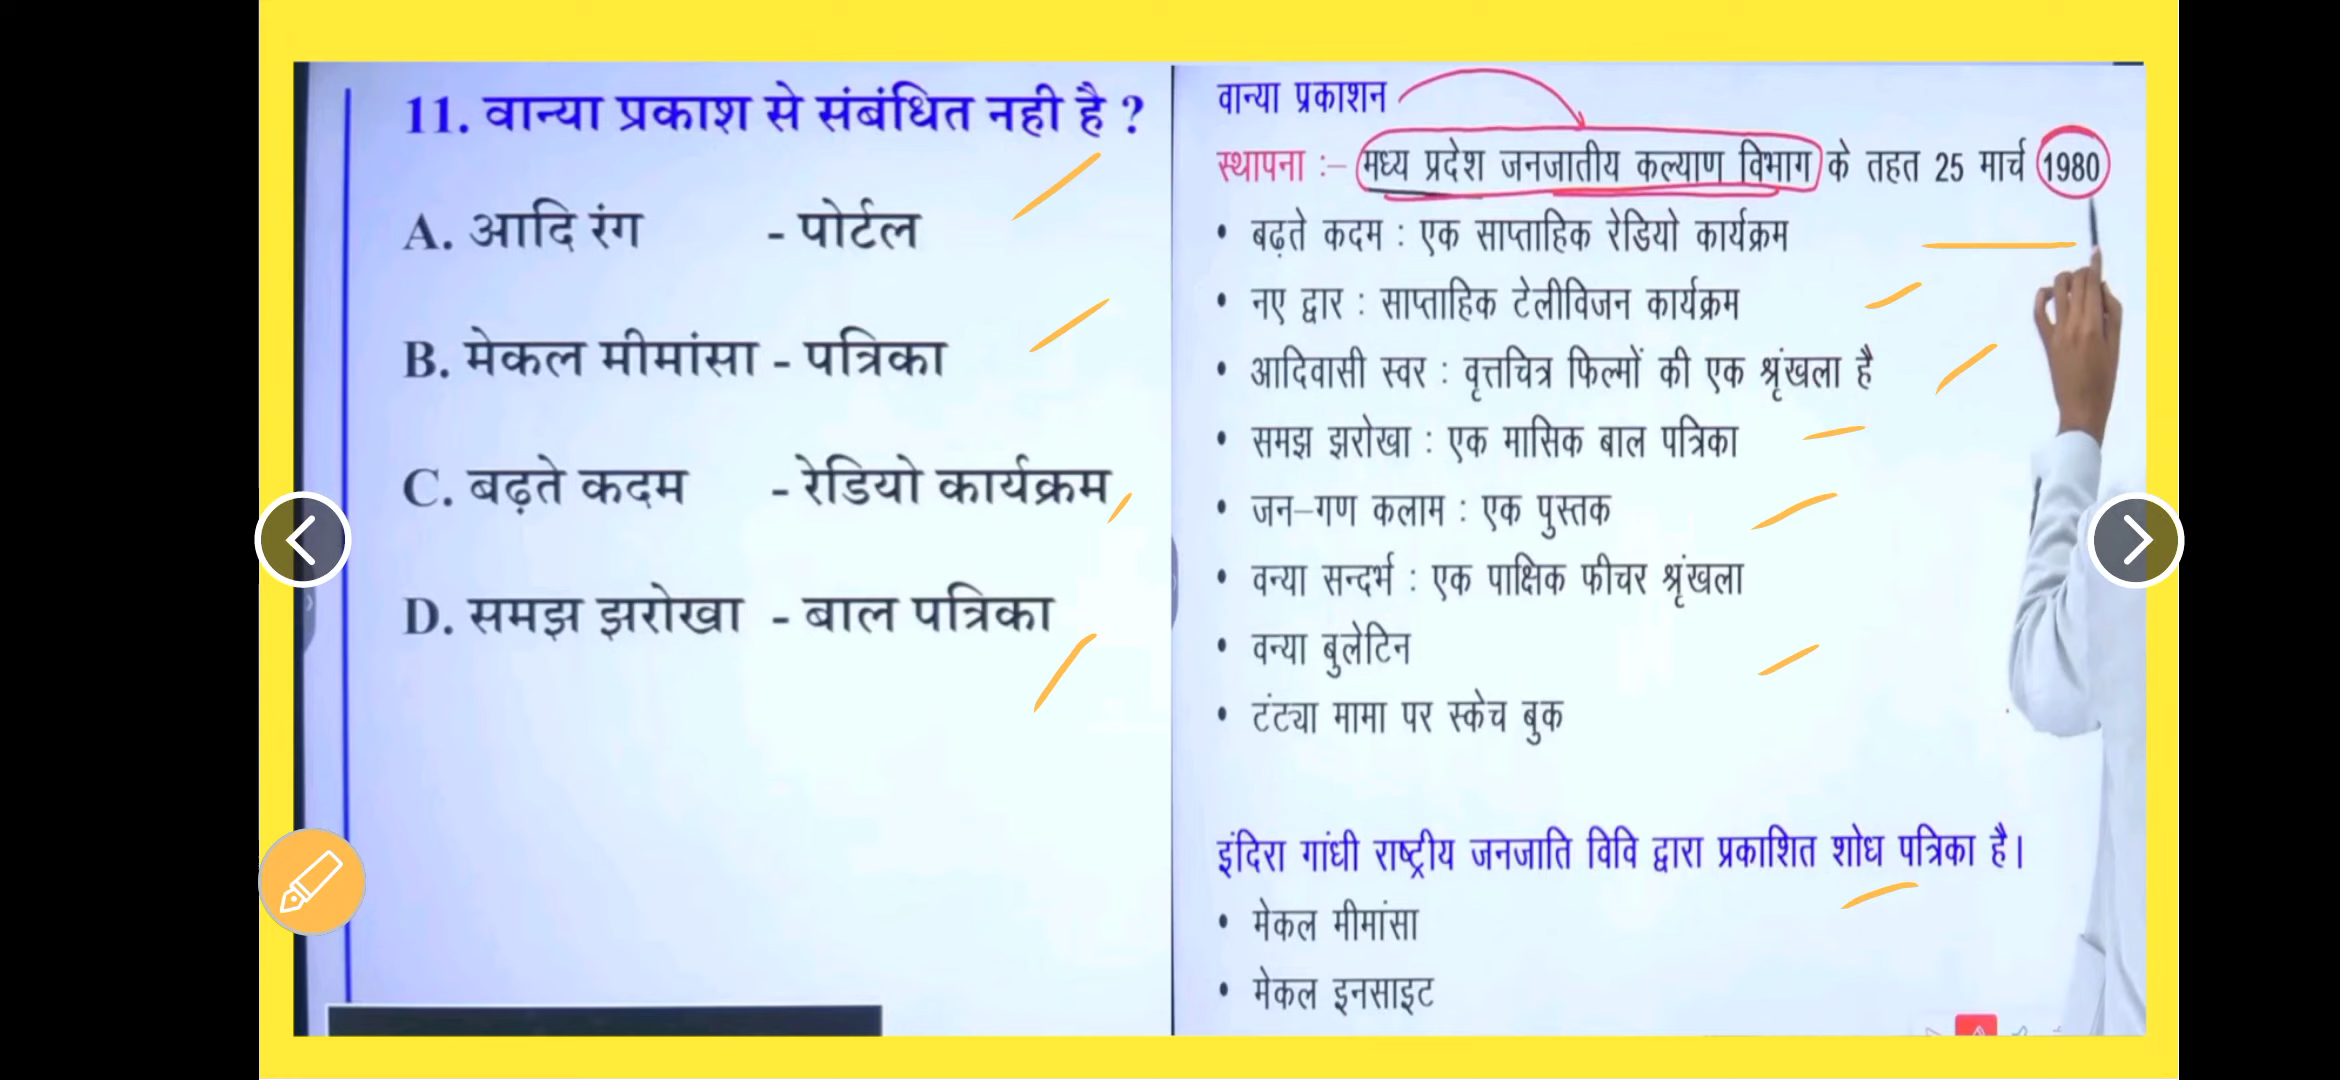 11. वान्या प्रकाश से संबंधित नही है ?
A. आदि रंग - पोर्टल
B. मेकल मीमांसा - पत्रिका
C. बढ़ते कदम - रेडियो कार्यक्रम
D. समझ झरोखा - बाल पत्रिका
वान्या प्रकाशन
स्थापना :– मध्य प्रदेश जनजातीय कल्याण विभाग के तहत 25 मार्च 1980
• बढ़ते कदम : एक साप्ताहिक रेडियो कार्यक्रम
• नए द्वार : साप्ताहिक टेलीविजन कार्यक्रम
• आदिवासी स्वर : वृत्तचित्र फिल्मों की एक श्रृंखला है
• समझ झरोखा : एक मासिक बाल पत्रिका
• जन–गण कलाम : एक पुस्तक
• वन्या सन्दर्भ : एक पाक्षिक फीचर श्रृंखला
• वन्या बुलेटिन
• टंट्या मामा पर स्केच बुक
इंदिरा गांधी राष्ट्रीय जनजाति विवि द्वारा प्रकाशित शोध पत्रिका है।
• मेकल मीमांसा
• मेकल इनसाइट